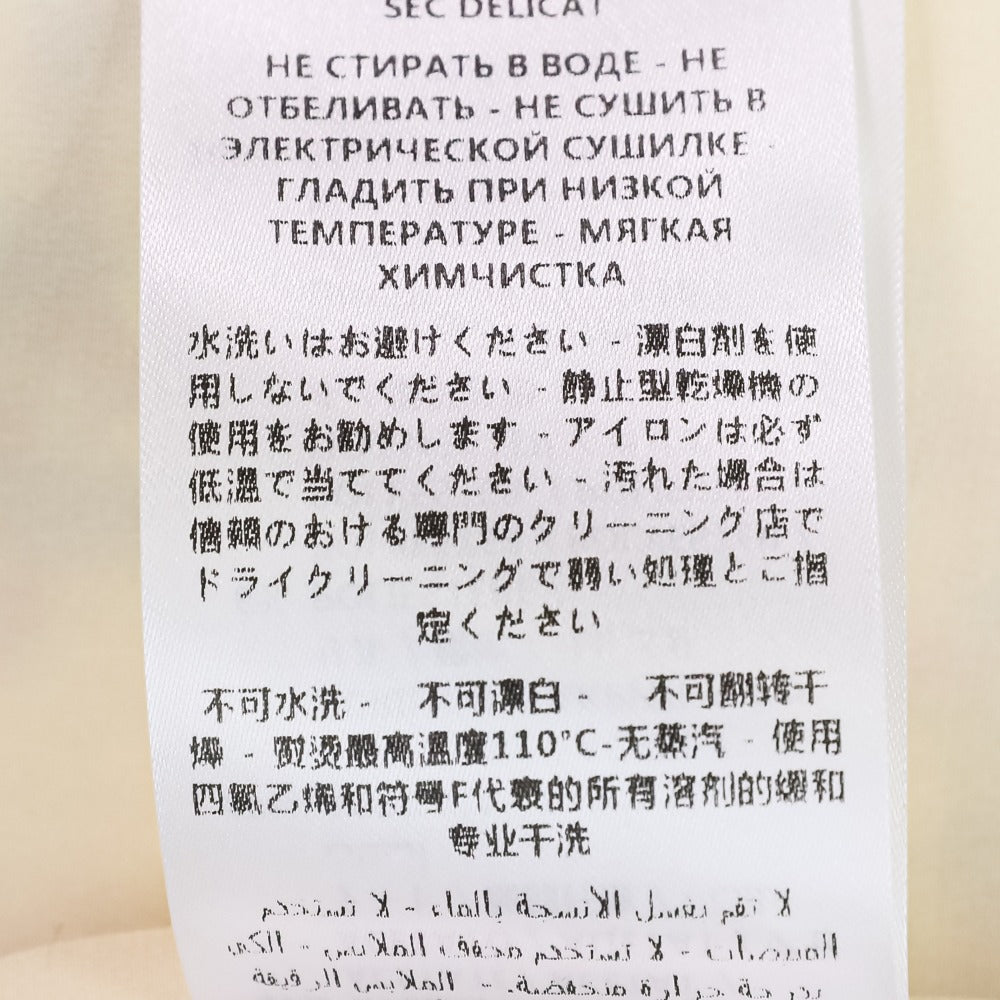 SEC DELICAT
НЕ СТИРАТЬ В ВОДЕ - НЕ
ОТБЕЛИВАТЬ - НЕ СУШИТЬ В
ЭЛЕКТРИЧЕСКОЙ СУШИЛКЕ -
ГЛАДИТЬ ПРИ НИЗКОЙ
ТЕМПЕРАТУРЕ - МЯГКАЯ
ХИМЧИСТКА
水洗いはお避けください - 漂白剤を使
用しないでください - 静止型乾燥機の
使用をお勧めします - アイロンは必ず
低温で当ててください - 汚れた場合は
信頼のおける専門のクリーニング店で
ドライクリーニングで弱い処理とご指
定ください
不可水洗 - 不可漂白 - 不可翻转干
燥 - 熨烫最高温度110°C-无蒸汽 - 使用
四氯乙烯和符号F代表的所有溶剂的缓和
专业干洗